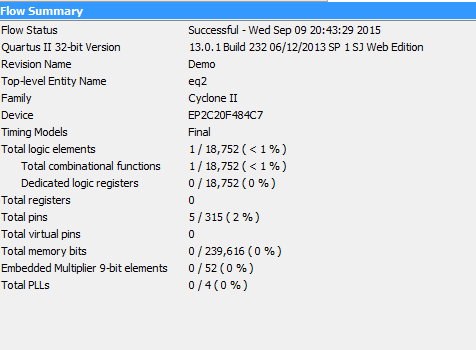 Flow Summary
Flow Status Successful - Wed Sep 09 20:43:29 2015
Quartus II 32-bit Version 13.0.1 Build 232 06/12/2013 SP 1 SJ Web Edition
Revision Name Demo
Top-level Entity Name eq2
Family Cyclone II
Device EP2C20F484C7
Timing Models Final
Total logic elements 1 / 18,752 ( < 1 % )
Total combinational functions 1 / 18,752 ( < 1 % )
Dedicated logic registers 0 / 18,752 ( 0 % )
Total registers 0
Total pins 5 / 315 ( 2 % )
Total virtual pins 0
Total memory bits 0 / 239,616 ( 0 % )
Embedded Multiplier 9-bit elements 0 / 52 ( 0 % )
Total PLLs 0 / 4 ( 0 % )